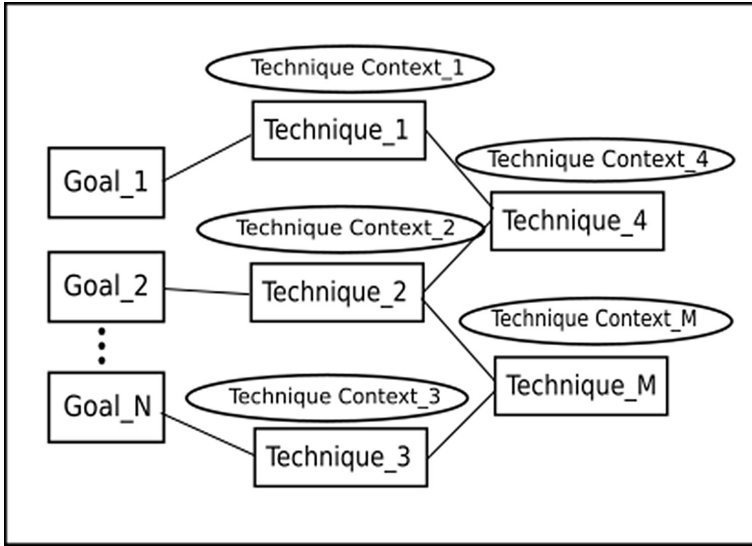 Technique Context_1
Technique_1
Technique Context_4
Goal_1
Technique_4
Technique Context_2
Goal_2
Technique_2
Technique Context_M
Technique_M
Technique Context_3
Goal_N
Technique_3